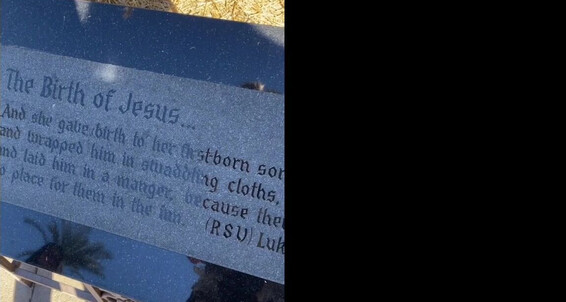 The Birth of Jesus...
And she gave birth to her firstborn son
and wrapped him in swaddling cloths,
and laid him in a manger, because
place for them in the inn. (RSV) Luk